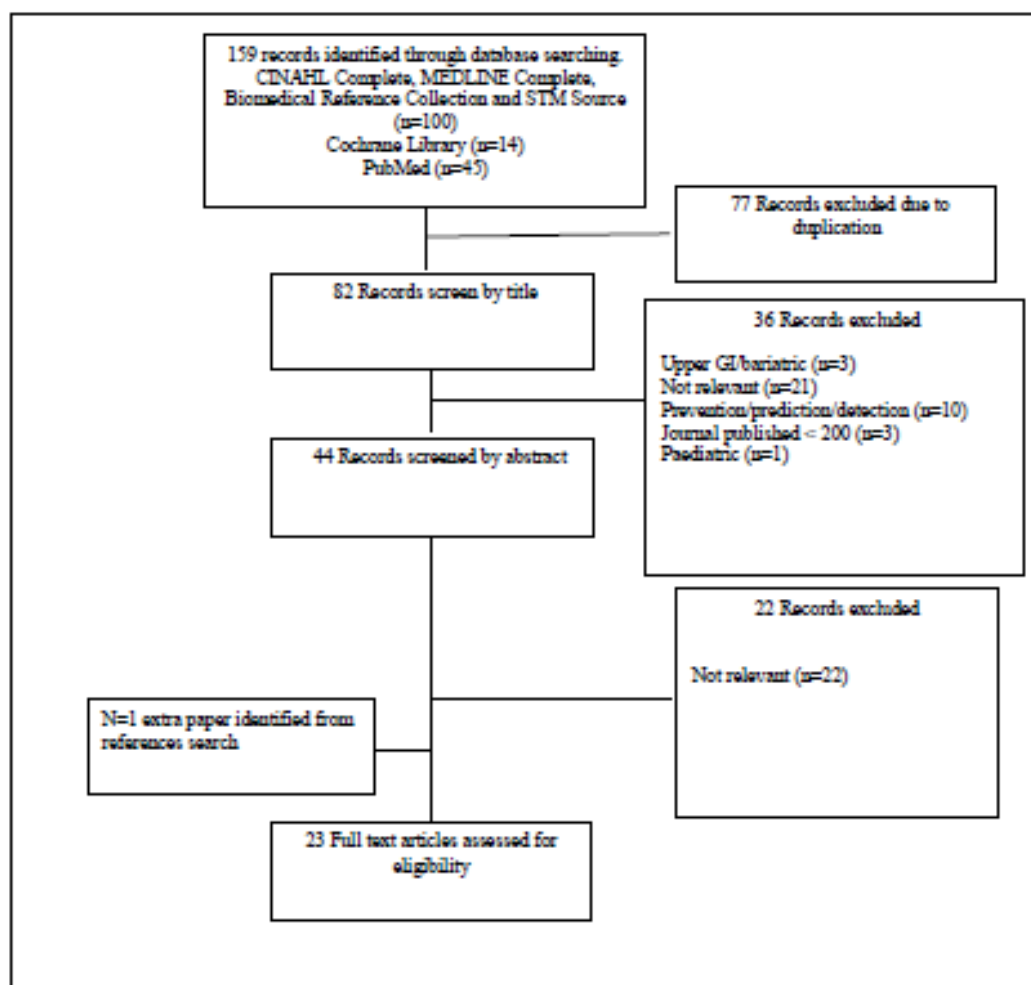 159 records identified through database searching.
CINAHL Complete, MEDLINE Complete,
Biomedical Reference Collection and STM Source
(n=100)
Cochrane Library (n=14)
PubMed (n=45)
77 Records excluded due to
duplication
82 Records screen by title
36 Records excluded
Upper GI/bariatric (n=3)
Not relevant (n=21)
Prevention/prediction/detection (n=10)
Journal published < 200 (n=3)
Paediatric (n=1)
44 Records screened by abstract
22 Records excluded
Not relevant (n=22)
N=1 extra paper identified from
references search
23 Full text articles assessed for
eligibility